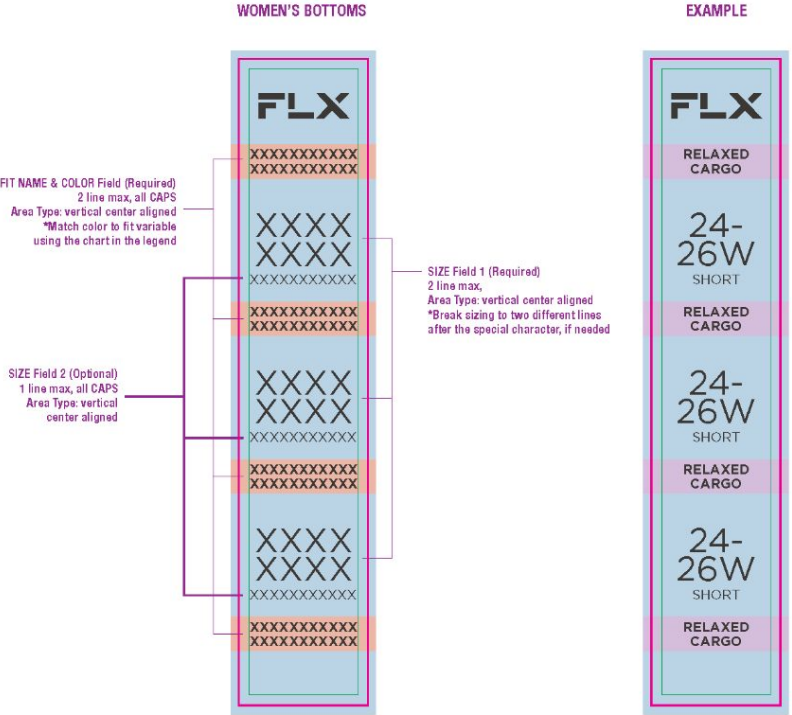 WOMEN'S BOTTOMS
FLX
XXXXXXXXXXX
XXXXXXXXXXX
XXXX
XXXX
XXXXXXXXXXX
XXXXXXXXXXX
XXXXXXXXXXX
XXXX
XXXX
XXXXXXXXXXX
XXXXXXXXXXX
XXXXXXXXXXX
XXXX
XXXX
XXXXXXXXXXX
XXXXXXXXXXX
XXXXXXXXXXX
FIT NAME & COLOR Field (Required)
2 line max, all CAPS
Area Type: vertical center aligned
*Match color to fit variable
using the chart in the legend
SIZE Field 2 (Optional)
1 line max, all CAPS
Area Type: vertical
center aligned
SIZE Field 1 (Required)
2 line max,
Area Type: vertical center aligned
*Break sizing to two different lines
after the special character, if needed
EXAMPLE
FLX
RELAXED
CARGO
24-
26W
SHORT
RELAXED
CARGO
24-
26W
SHORT
RELAXED
CARGO
24-
26W
SHORT
RELAXED
CARGO